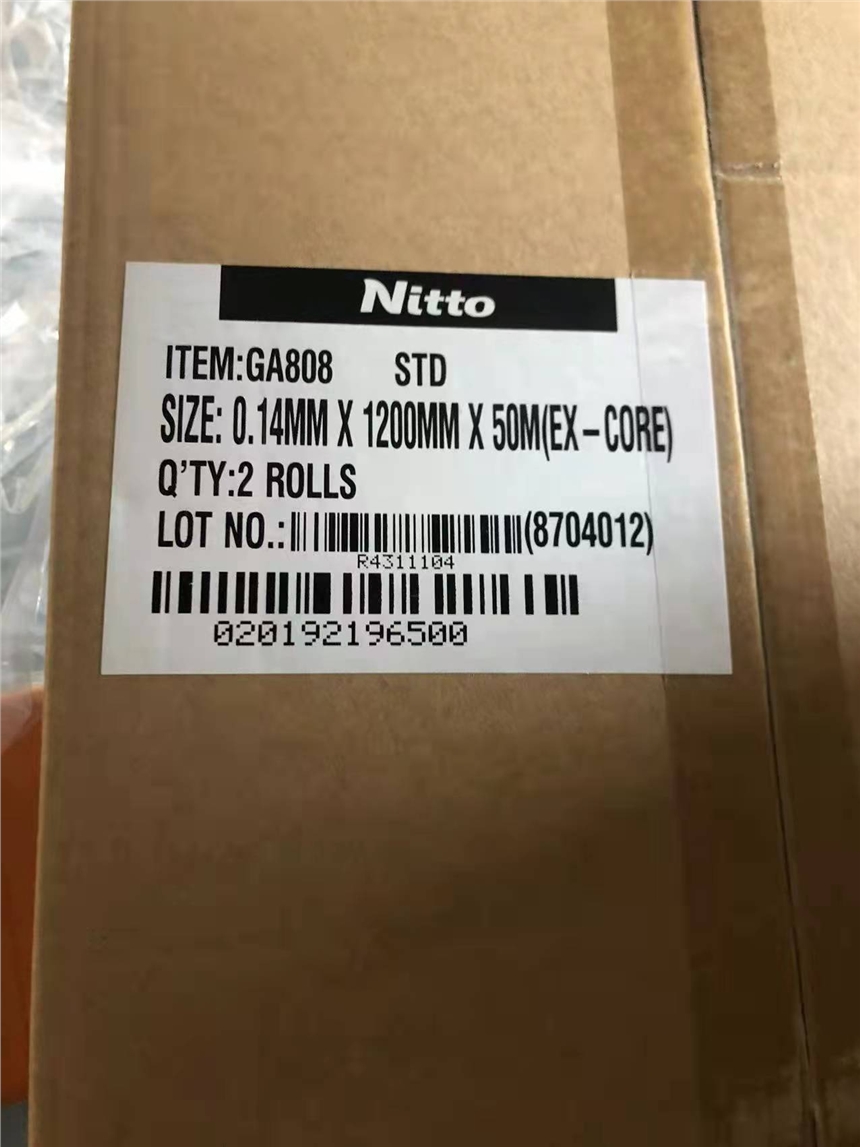 Nitto
ITEM:GA808 STD
SIZE: 0.14MM X 1200MM X 50M(EX-CORE)
Q'TY:2 ROLLS
LOT NO.:(8704012)
R4311104
020192196500